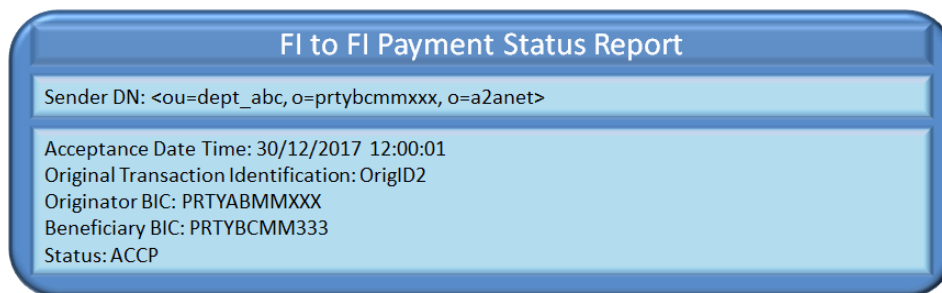 FI to FI Payment Status Report
Sender DN: <ou=dept_abc, o=prtybcmmxxx, o=a2anet>
Acceptance Date Time: 30/12/2017 12:00:01
Original Transaction Identification: OrigID2
Originator BIC: PRTYABMMXXX
Beneficiary BIC: PRTYBCMM333
Status: ACCP